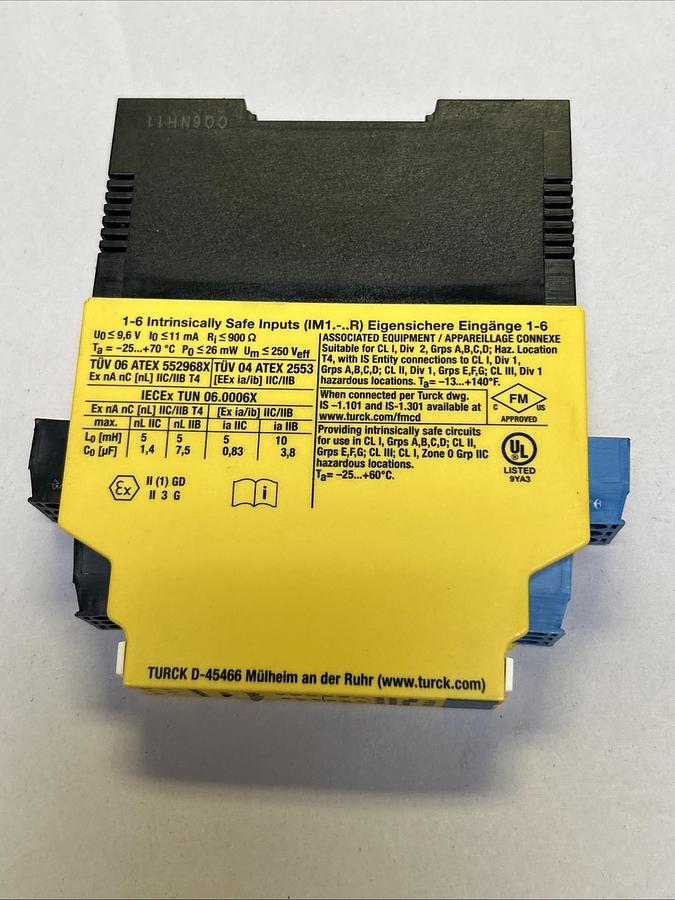 CO6NH11
1-6 Intrinsically Safe Inputs (IM1.-..R) Eigensichere Eingänge 1-6
U0 ≤ 9,6 V I0 ≤ 11 mA Ri ≤ 900 Ω
Ta = –25...+70 °C P0 ≤ 26 mW Um ≤ 250 Veff
TÜV 06 ATEX 552968X TÜV 04 ATEX 2553
Ex nA nC [nL] IIC/IIB T4 [EEx ia/ib] IIC/IIB
IECEx TUN 06.0006X
Ex nA nC [nL] IIC/IIB T4 [Ex ia/ib] IIC/IIB
max. nL IIC nL IIB ia IIC ia IIB
L0 [mH] 5 5 5 10
C0 [µF] 1,4 7,5 0,83 3,8
Ex II (1) GD
II 3 G
i
ASSOCIATED EQUIPMENT / APPAREILLAGE CONNEXE
Suitable for CL I, Div 2, Grps A,B,C,D; Haz. Location
T4, with IS Entity connections to CL I, Div 1,
Grps A,B,C,D; CL II, Div 1, Grps E,F,G; CL III, Div 1
hazardous locations. Ta= –13...+140°F.
When connected per Turck dwg.
IS -1.101 and IS-1.301 available at
www.turck.com/fmcd
C FM US
APPROVED
Providing intrinsically safe circuits
for use in CL I, Grps A,B,C,D; CL II,
Grps E,F,G; CL III; CL I, Zone 0 Grp IIC
hazardous locations.
Ta= –25...+60°C.
UL
LISTED
9YA3
TURCK D-45466 Mülheim an der Ruhr (www.turck.com)